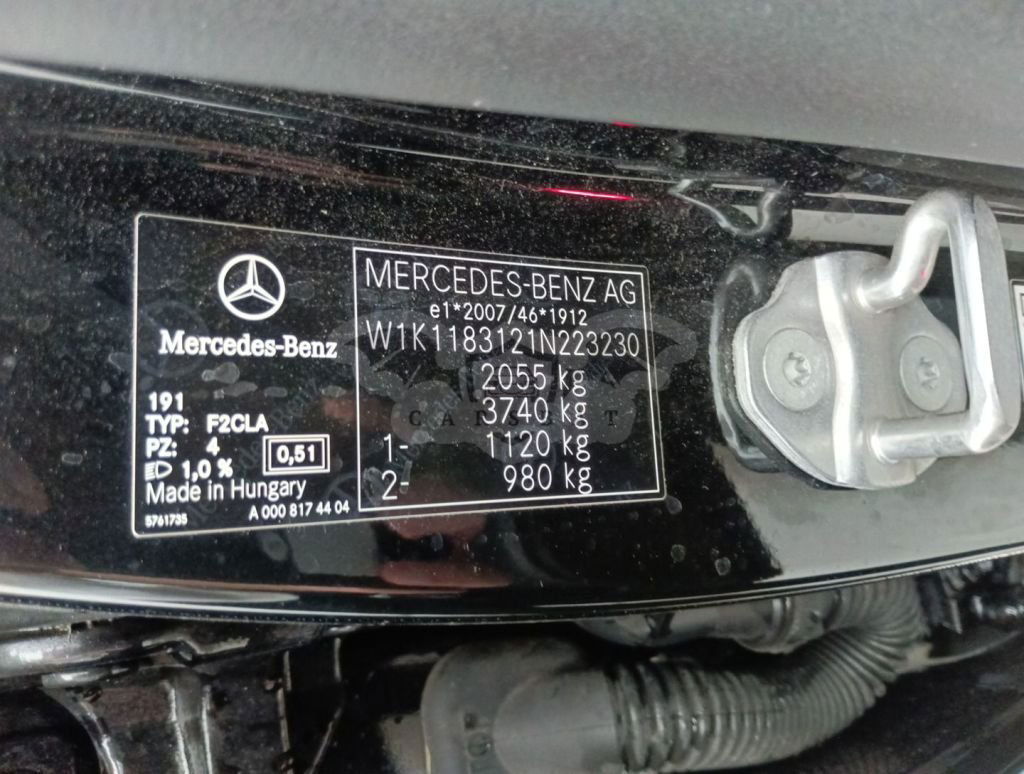 Mercedes-Benz
191
TYP: F2CLA
PZ: 4
1,0 % 0,51
Made in Hungary
5761735 A 000 817 44 04
MERCEDES-BENZ AG
e1*2007/46*1912
W1K1183121N223230
2055 kg
3740 kg
1- 1120 kg
2- 980 kg